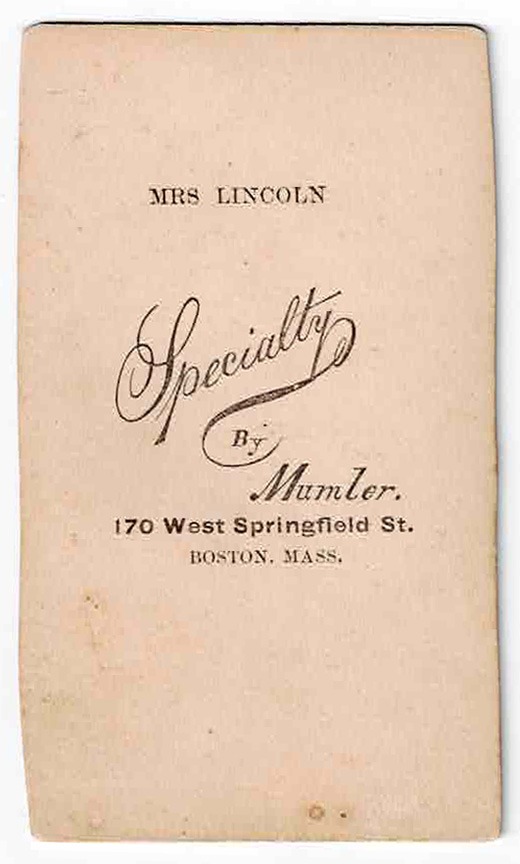 MRS LINCOLN
Specialty
By
Mumler.
170 West Springfield St.
BOSTON, MASS.